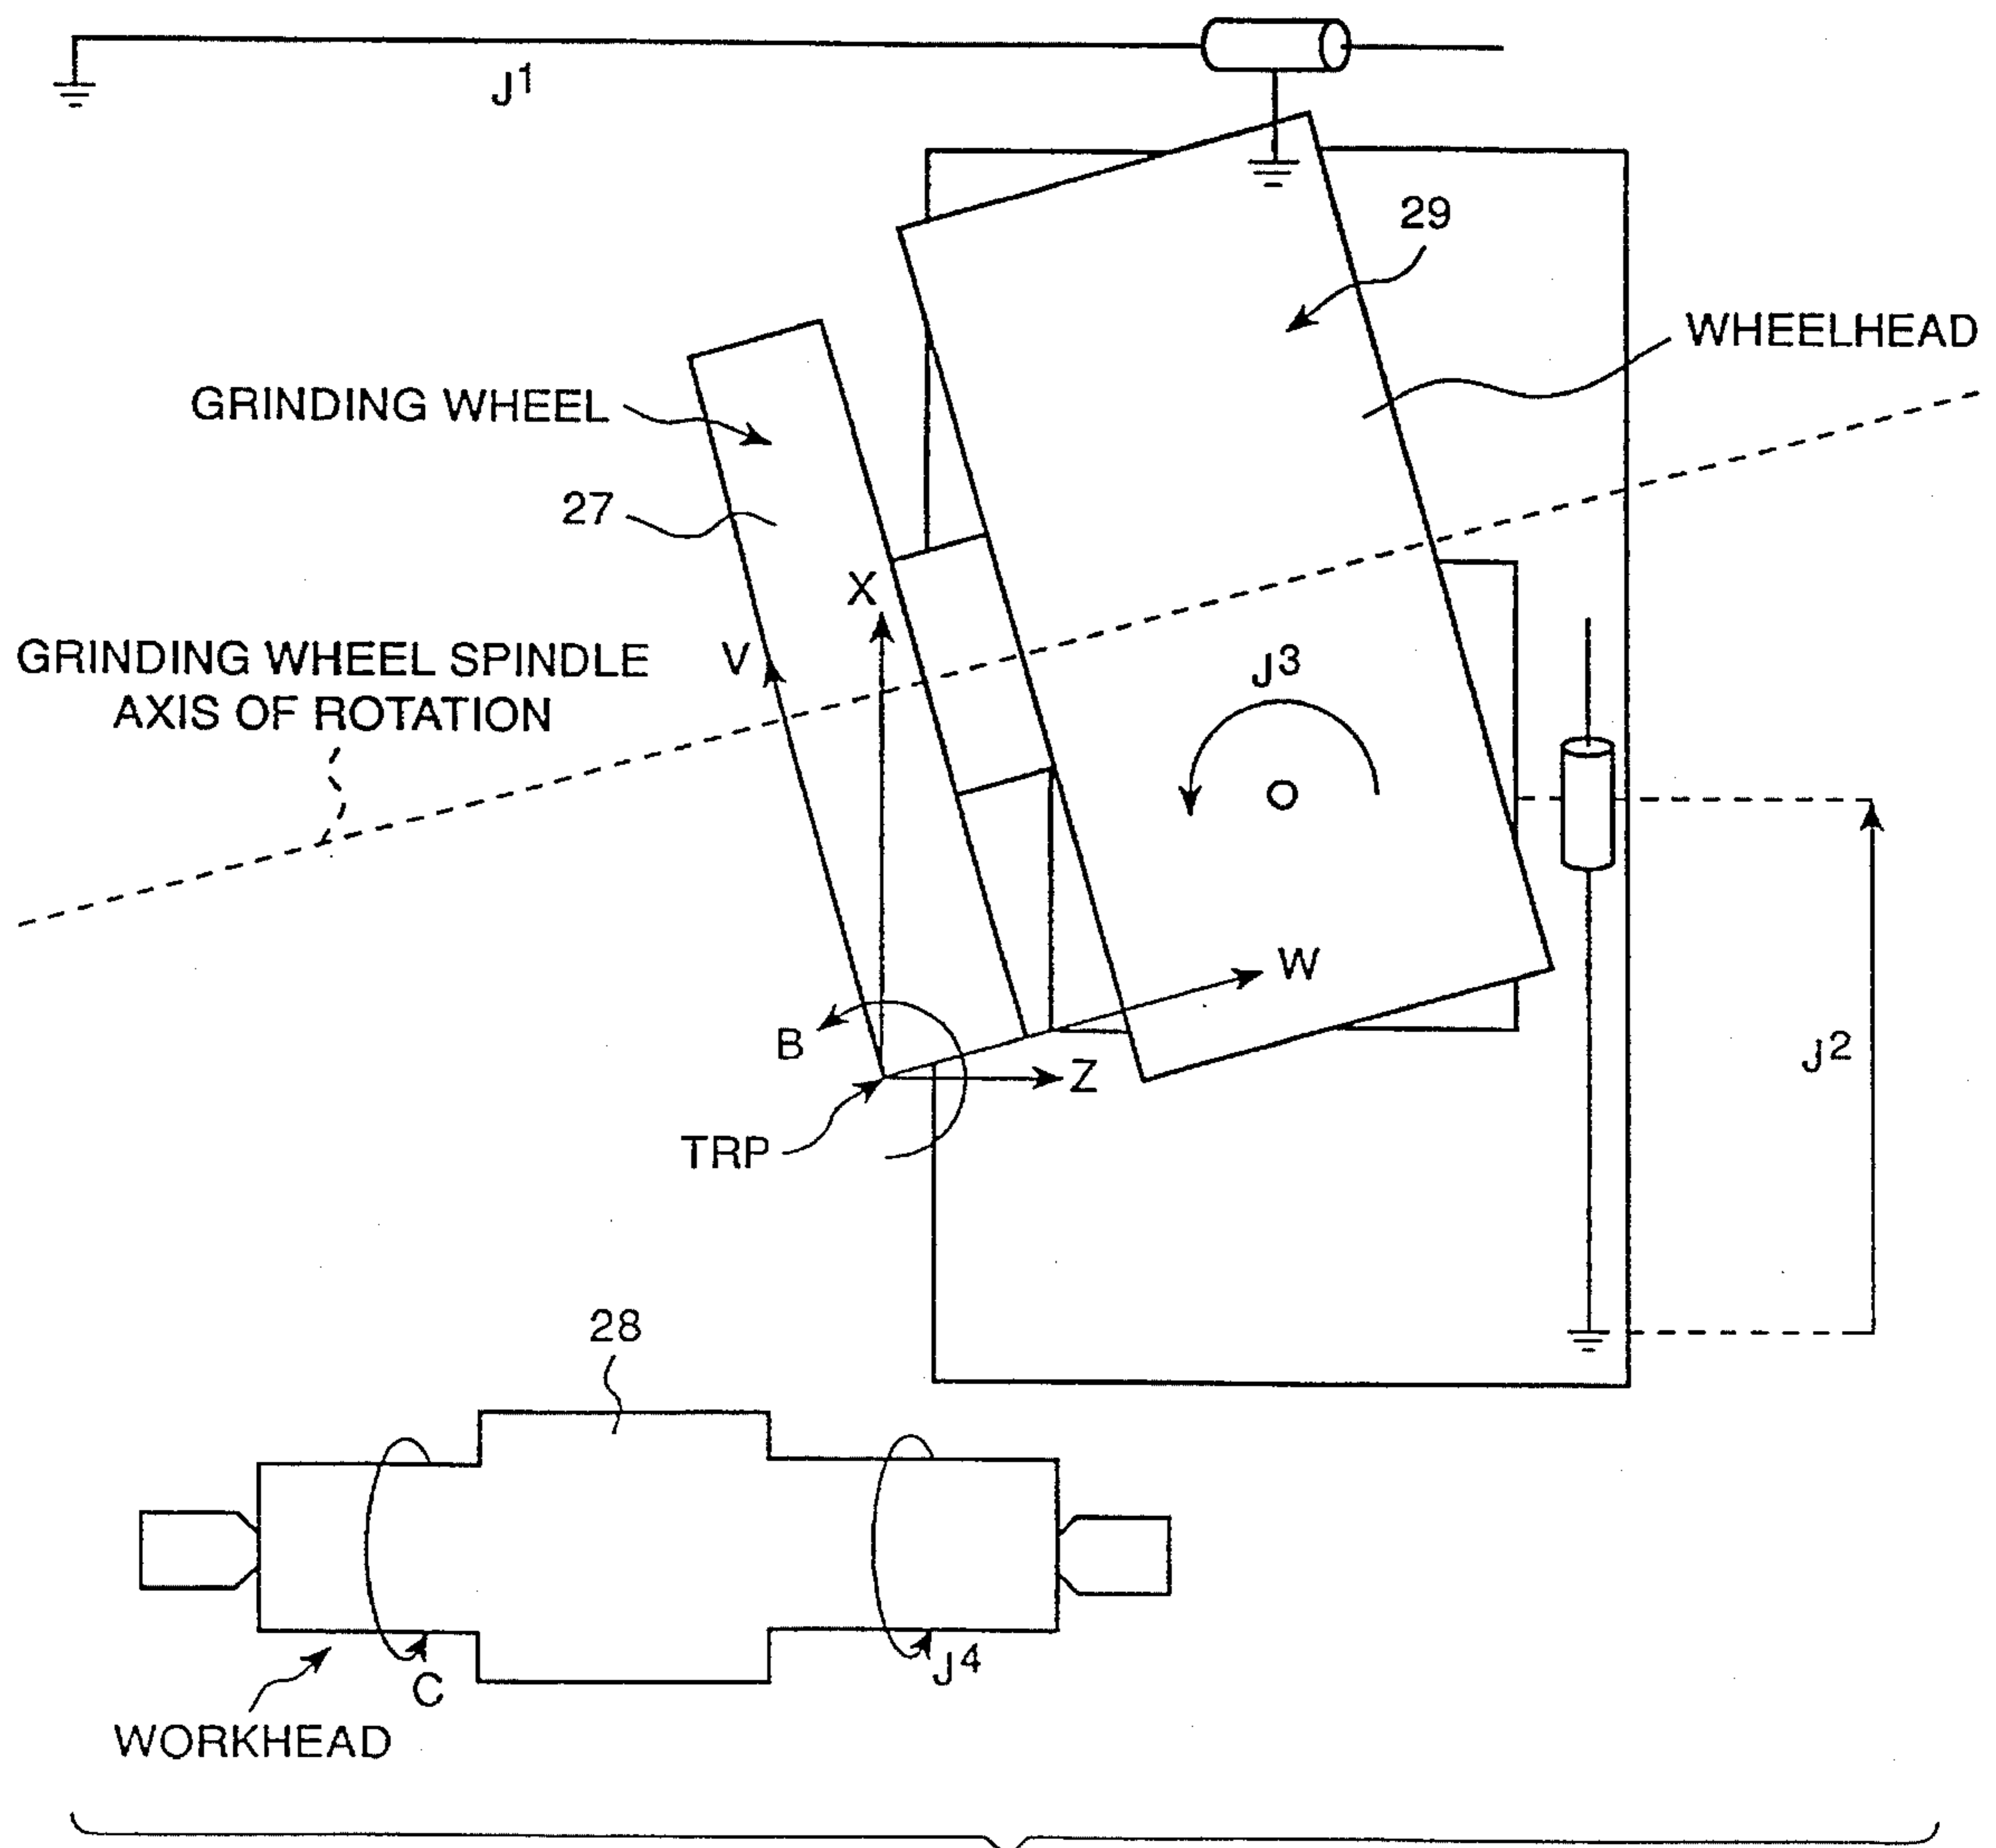 J1
29
WHEELHEAD
GRINDING WHEEL
27
X
V
J3
GRINDING WHEEL SPINDLE
AXIS OF ROTATION
W
B
Z
J2
TRP
28
C
J4
WORKHEAD